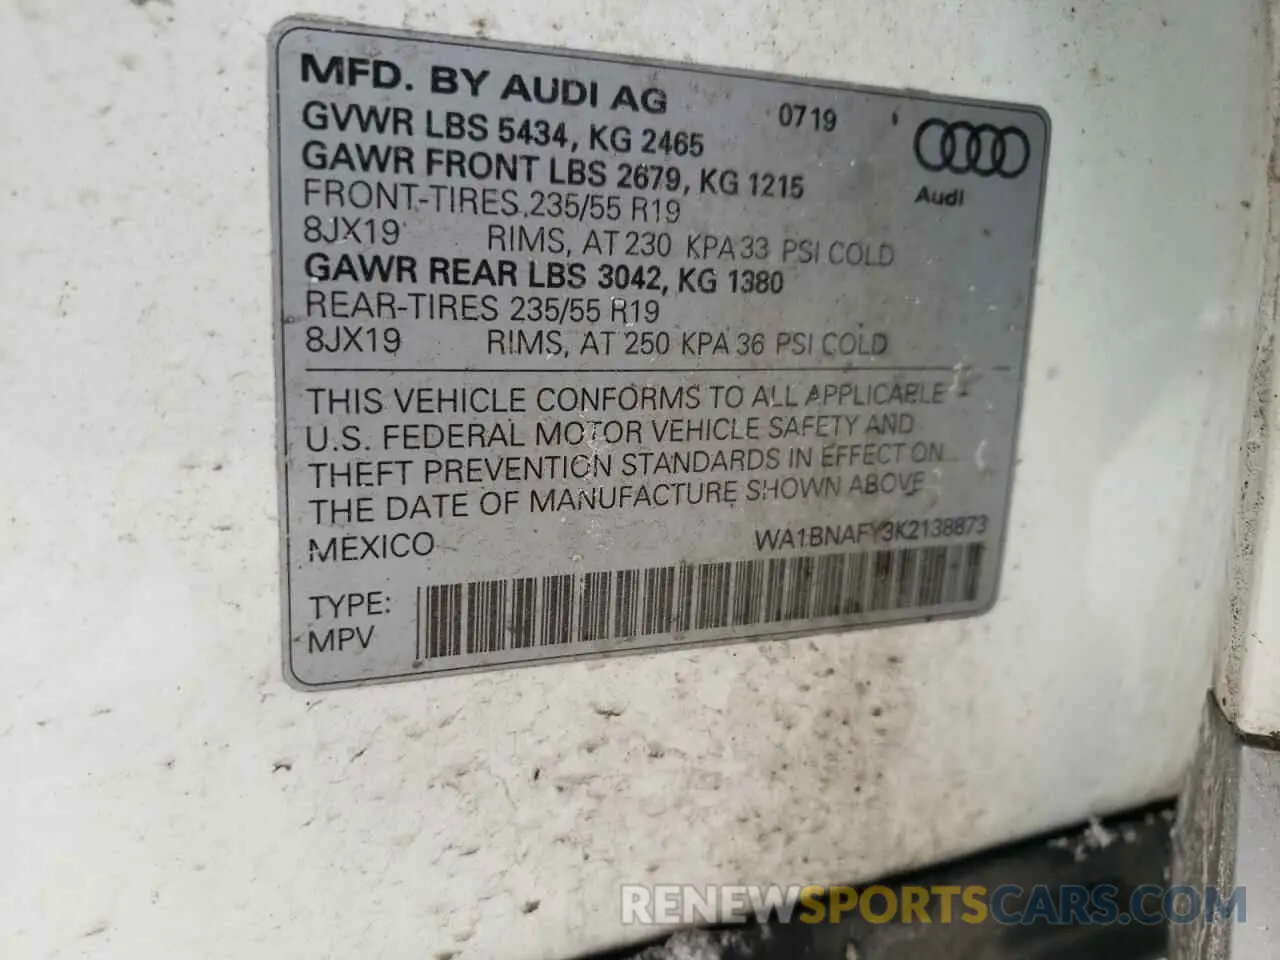 MFD. BY AUDI AG 0719
GVWR LBS 5434, KG 2465
GAWR FRONT LBS 2679, KG 1215
Audi
FRONT-TIRES 235/55 R19
8JX19 RIMS, AT 230 KPA 33 PSI COLD
GAWR REAR LBS 3042, KG 1380
REAR-TIRES 235/55 R19
8JX19 RIMS, AT 250 KPA 36 PSI COLD
THIS VEHICLE CONFORMS TO ALL APPLICABLE
U.S. FEDERAL MOTOR VEHICLE SAFETY AND
THEFT PREVENTION STANDARDS IN EFFECT ON
THE DATE OF MANUFACTURE SHOWN ABOVE
MEXICO WA1BNAFY3K2138873
TYPE:
MPV
RENEWSPORTSCARS.COM